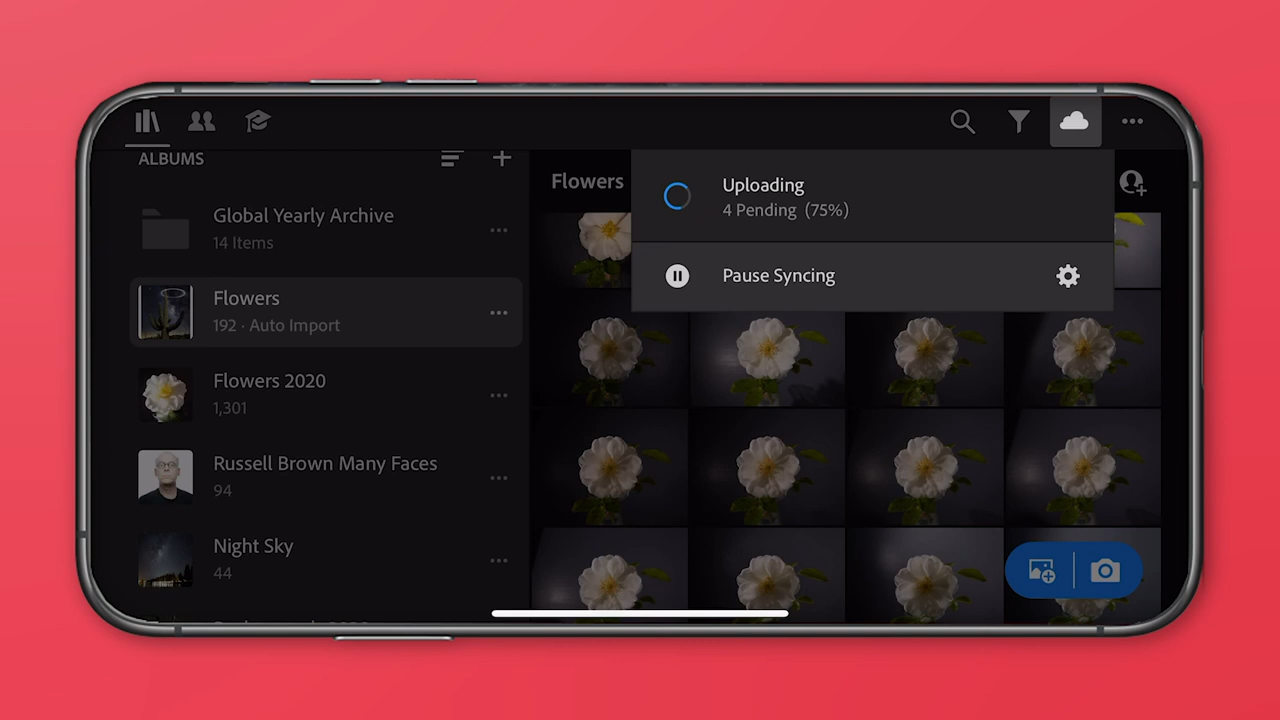 ALBUMS
Global Yearly Archive
14 Items
Flowers
192 · Auto Import
Flowers 2020
1,301
Russell Brown Many Faces
94
Night Sky
44
Flowers
Uploading
4 Pending (75%)
Pause Syncing